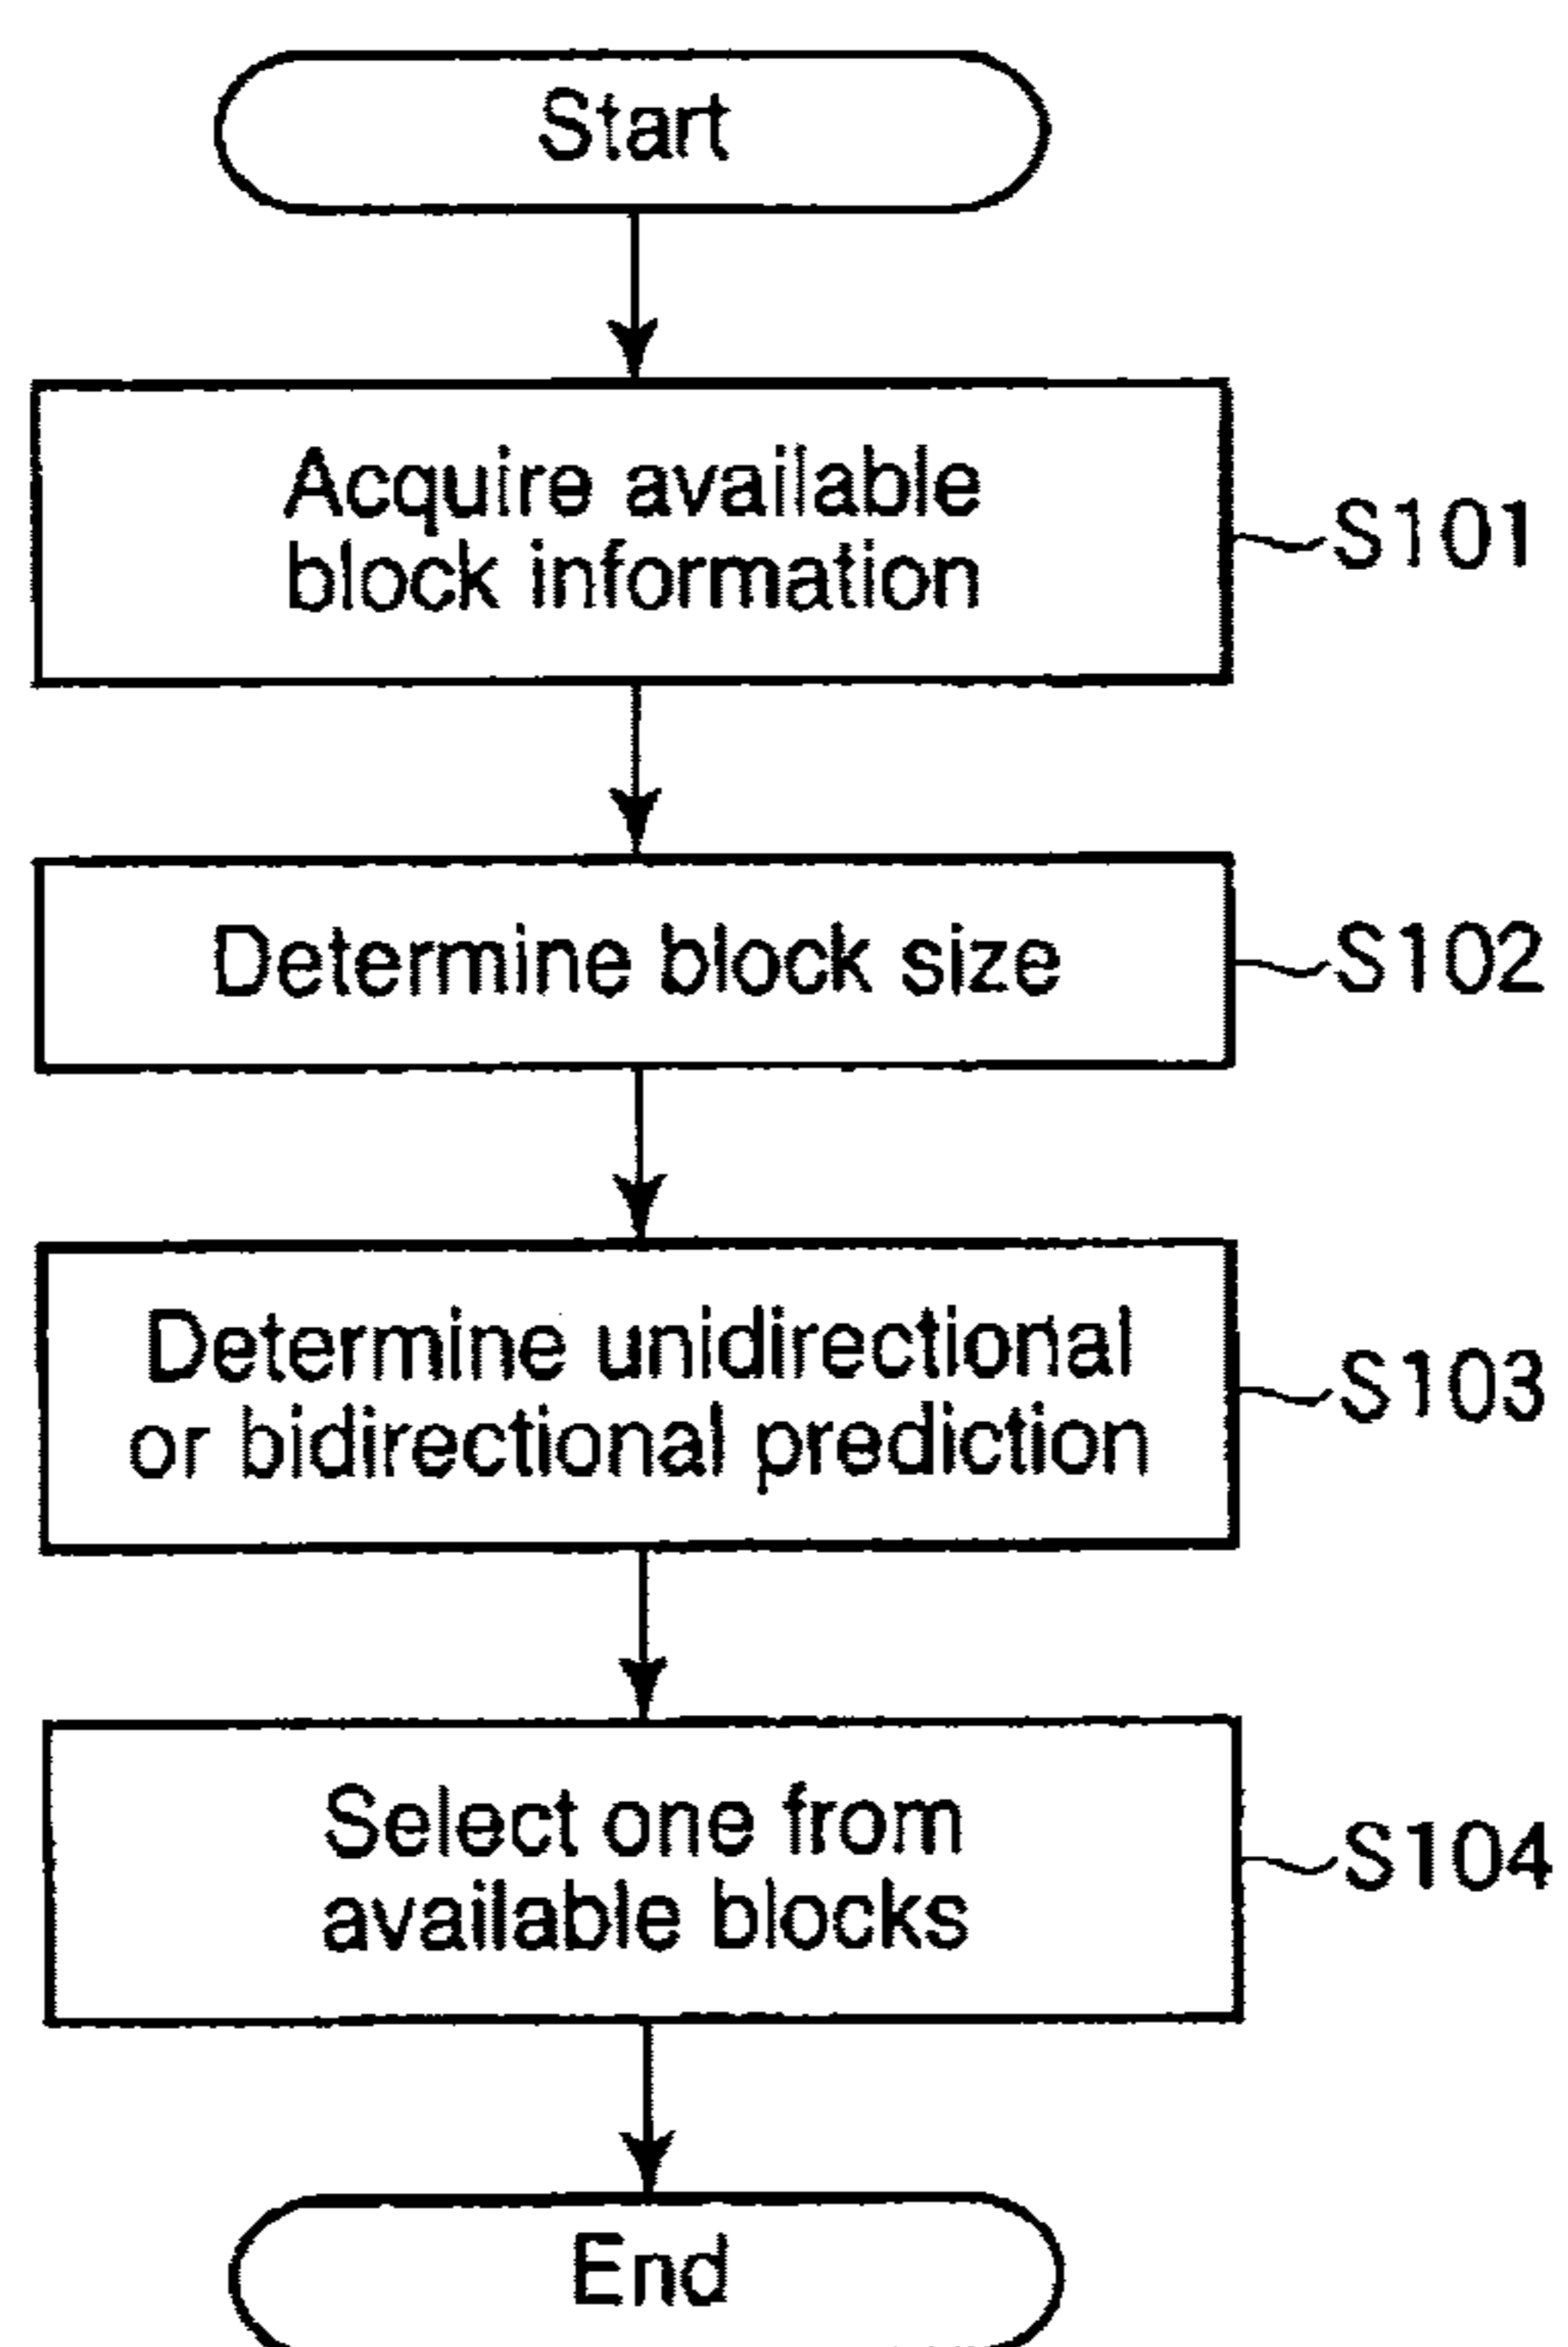 Start
Acquire available
block information
S101
Determine block size
S102
Determine unidirectional
or bidirectional prediction
S103
Select one from
available blocks
S104
End